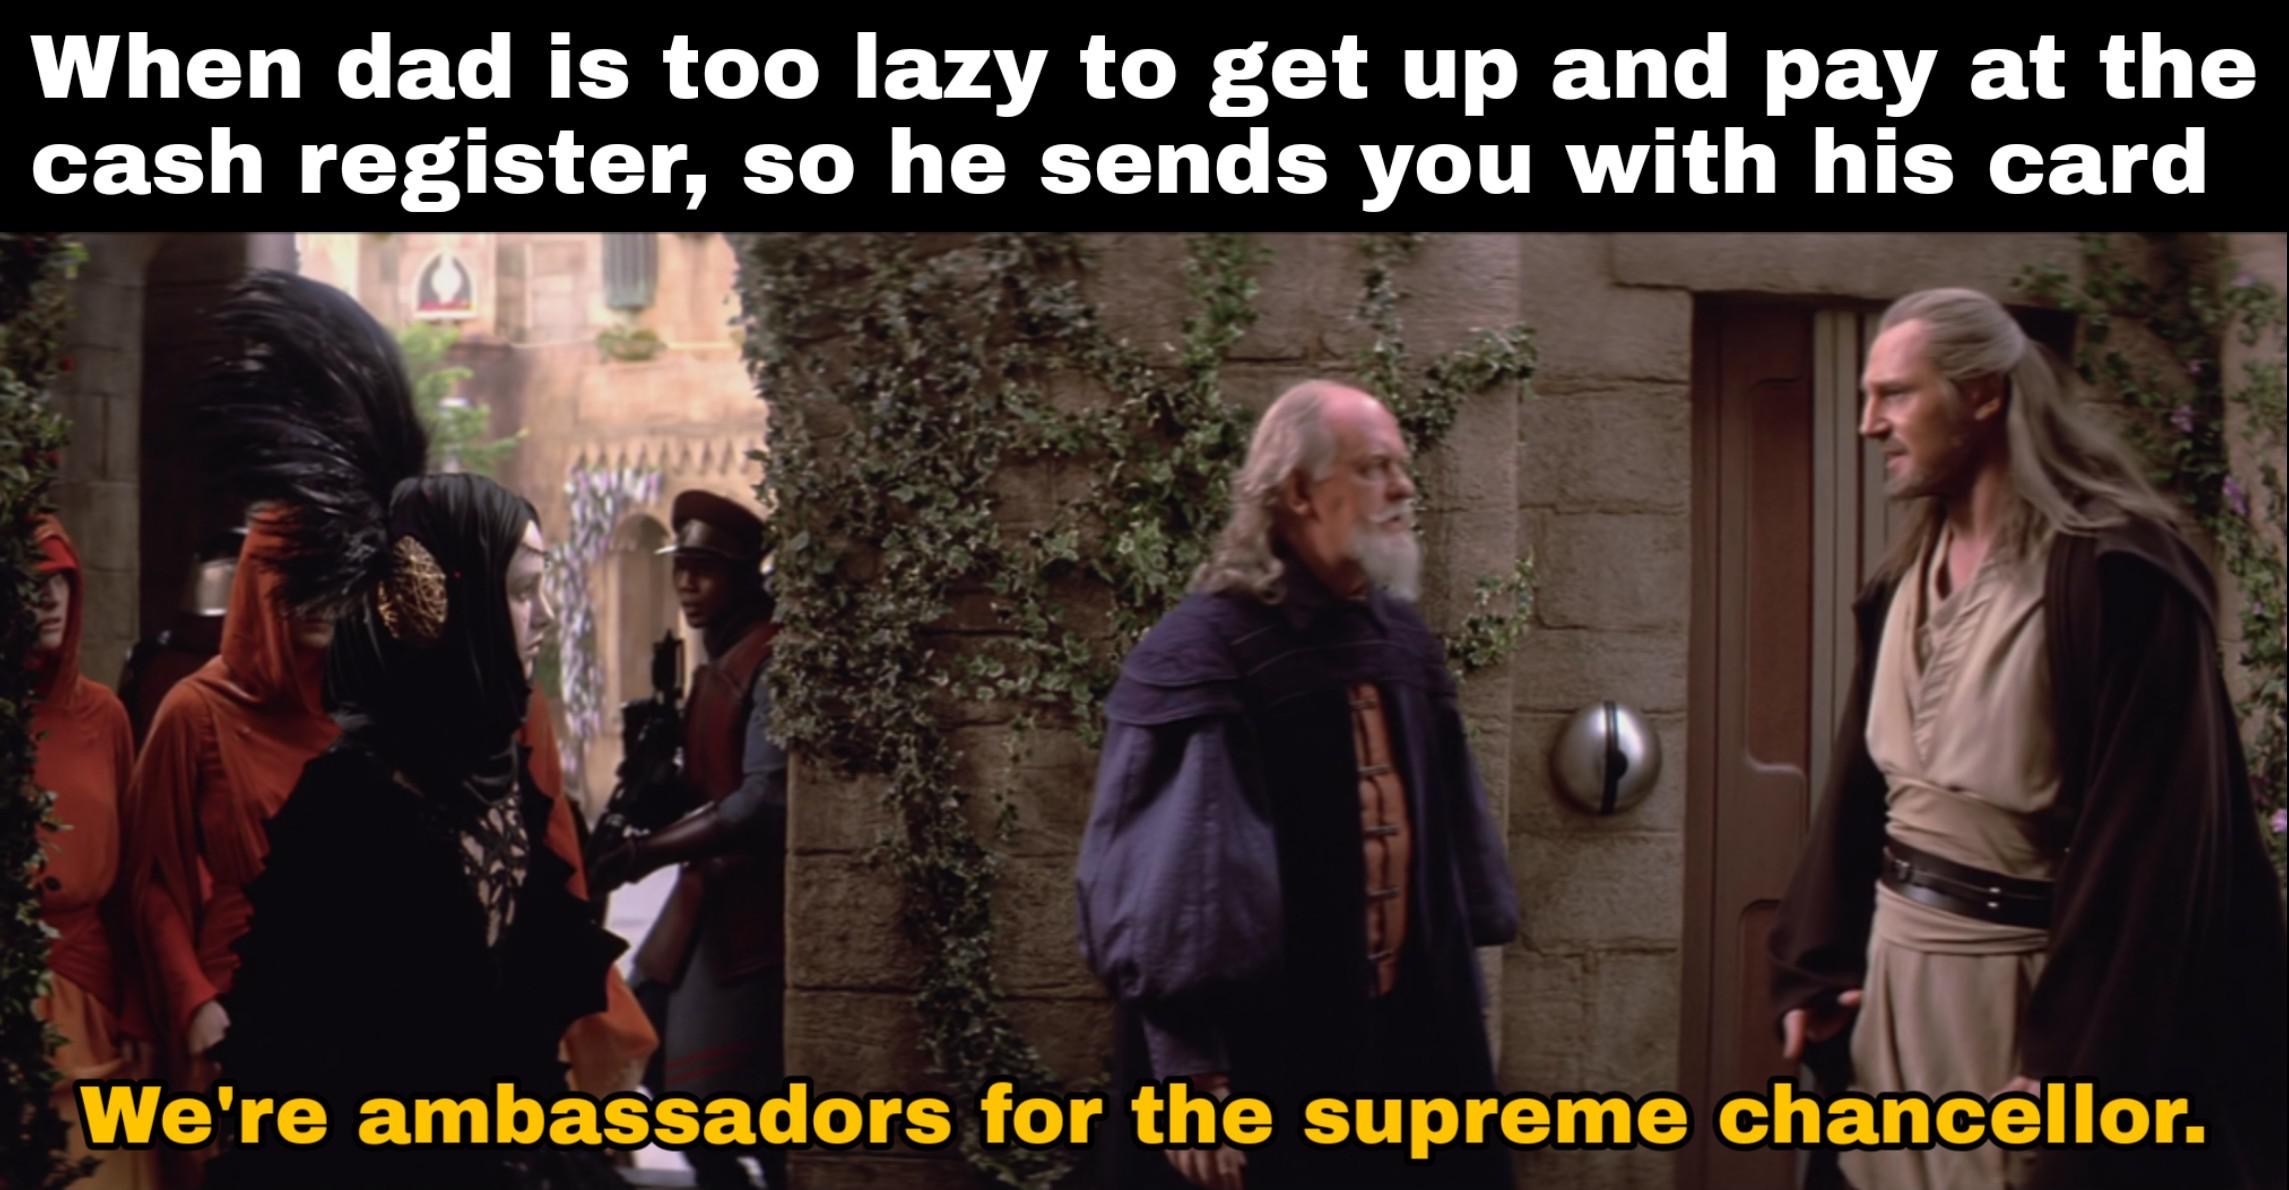 When dad is too lazy to get up and pay at the
cash register, so he sends you with his card
We're ambassadors for the supreme chancellor.